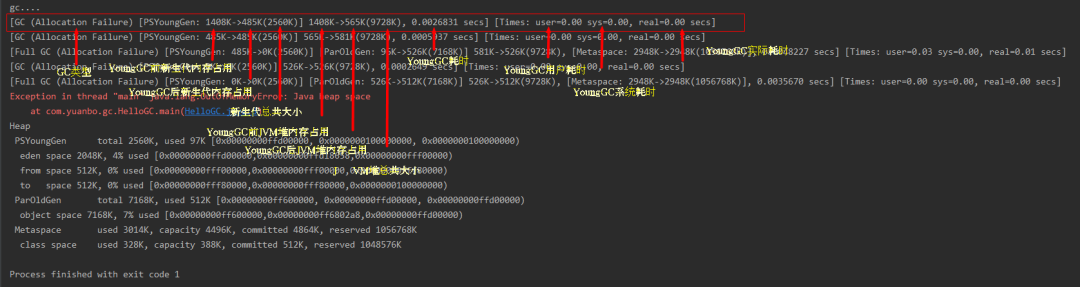 gc....
[GC (Allocation Failure) [PSYoungGen: 1408K->485K(2560K)] 1408K->565K(9728K), 0.0026831 secs] [Times: user=0.00 sys=0.00, real=0.00 secs]
[GC (Allocation Failure) [PSYoungGen: 485K->485K(2560K)] 565K->581K(9728K), 0.0005937 secs] [Times: user=0.00 sys=0.00, real=0.00 secs]
[Full GC (Allocation Failure) [PSYoungGen: 485K->0K(2560K)] [ParOldGen: 96K->526K(7168K)] 581K->526K(9728K), [Metaspace: 2948K->2948K secs] [Times: user=0.03 sys=0.00, real=0.01 secs]
YoungGC实际耗时
YoungGC耗时
[GC (Allocation Failure) 526K->526K(9728K), secs] [Times: user=0.00 sys=0.00, real=0.00 secs]
GC类型
YoungGC前新生代内存占用
YoungGC用户耗时
[Full GC (Allocation Failure) [PSYoungGen: 0K->0K(2560K)] [ParOldGen: 526K->512K(7168K)] 526K->512K(9728K), [Metaspace: 2948K->2948K(1056768K)], 0.0035670 secs] [Times: user=0.00 sys=0.00, real=0.00 secs]
YoungGC后新生代内存占用
YoungGC系统耗时
Exception in thread "main" java.lang.OutOfMemoryError: Java heap space
at com.yuanbo.gc.HelloGC.main(HelloGC.
新生代总共大小
Heap
YoungGC前JVM堆内存占用
PSYoungGen total 2560K, used 97K [0x00000000ffd00000, 0x0000000100000000, 0x0000000100000000)
YoungGC后JVM堆内存占用
eden space 2048K, 4% used [0x00000000ffd00000,0x00000000ffd18658,0x00000000fff00000)
from space 512K, 0% used [0x00000000fff00000,0x00000000fff00000,
JVM堆总共大小
to space 512K, 0% used [0x00000000fff80000,0x00000000fff80000,0x0000000100000000)
ParOldGen total 7168K, used 512K [0x00000000ff600000, 0x00000000ffd00000, 0x00000000ffd00000)
object space 7168K, 7% used [0x00000000ff600000,0x00000000ff6802a8,0x00000000ffd00000)
Metaspace used 3014K, capacity 4496K, committed 4864K, reserved 1056768K
class space used 328K, capacity 388K, committed 512K, reserved 1048576K
Process finished with exit code 1